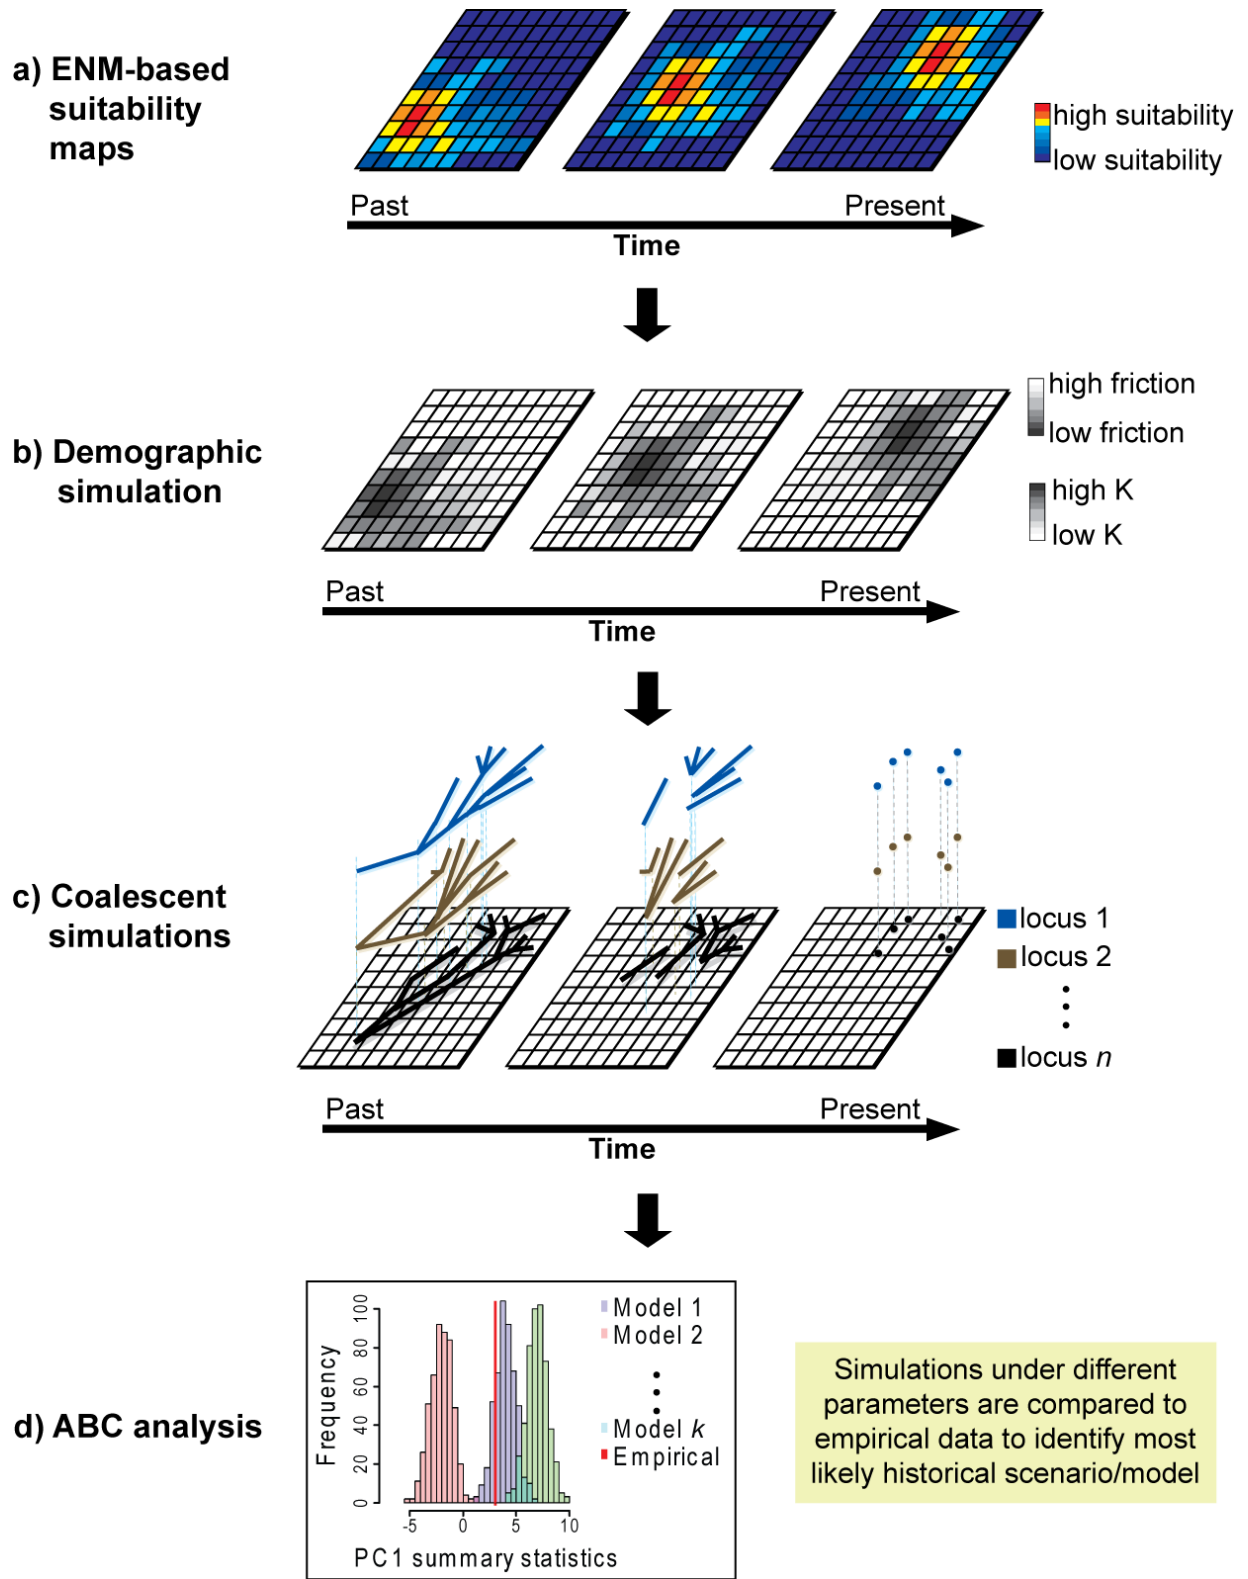 a) ENM-based
suitability
maps
high suitability
low suitability
Past
Present
Time
b) Demographic
simulation
high friction
low friction
high K
low K
Past
Present
Time
c) Coalescent
simulations
locus 1
locus 2
locus n
Past
Present
Time
d) ABC analysis
Frequency
0
20
40
60
80
100
-5
0
5
10
PC1 summary statistics
Model 1
Model 2
Model k
Empirical
Simulations under different
parameters are compared to
empirical data to identify most
likely historical scenario/model